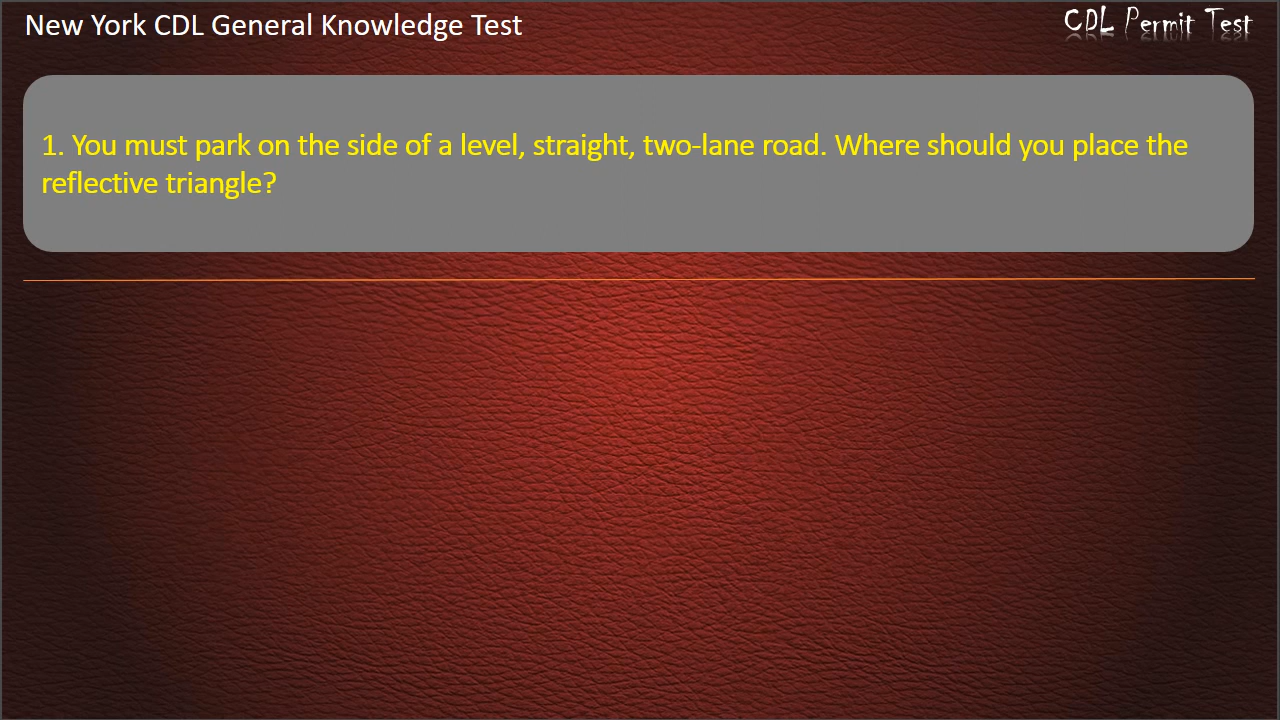 New York CDL General Knowledge Test
CDL Permit Test
1. You must park on the side of a level, straight, two-lane road. Where should you place the
reflective triangle?